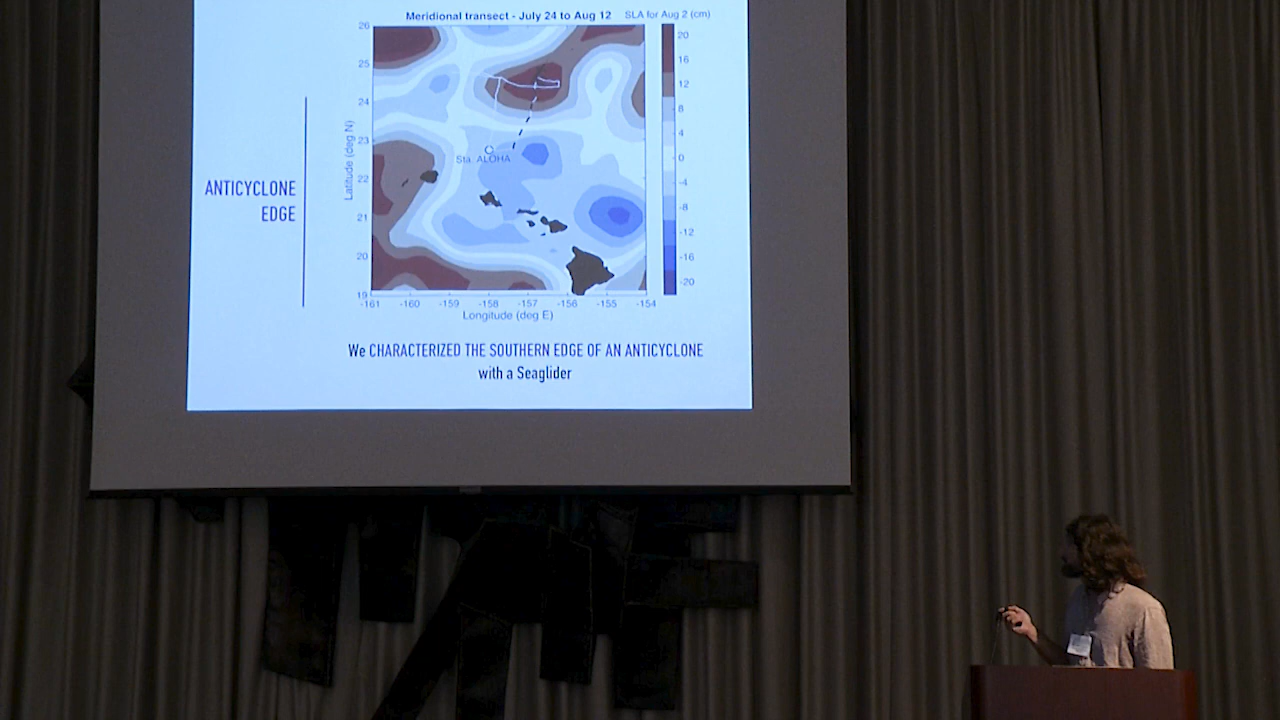 Meridional transect - July 24 to Aug 12 SLA for Aug 2 (cm)
26
25
24
23
22
21
20
19
Latitude (deg N)
Sta. ALOHA
-161 -160 -159 -158 -157 -156 -155 -154
Longitude (deg E)
20
16
12
8
4
0
-4
-8
-12
-16
-20
ANTICYCLONE
EDGE
We CHARACTERIZED THE SOUTHERN EDGE OF AN ANTICYCLONE
with a Seaglider